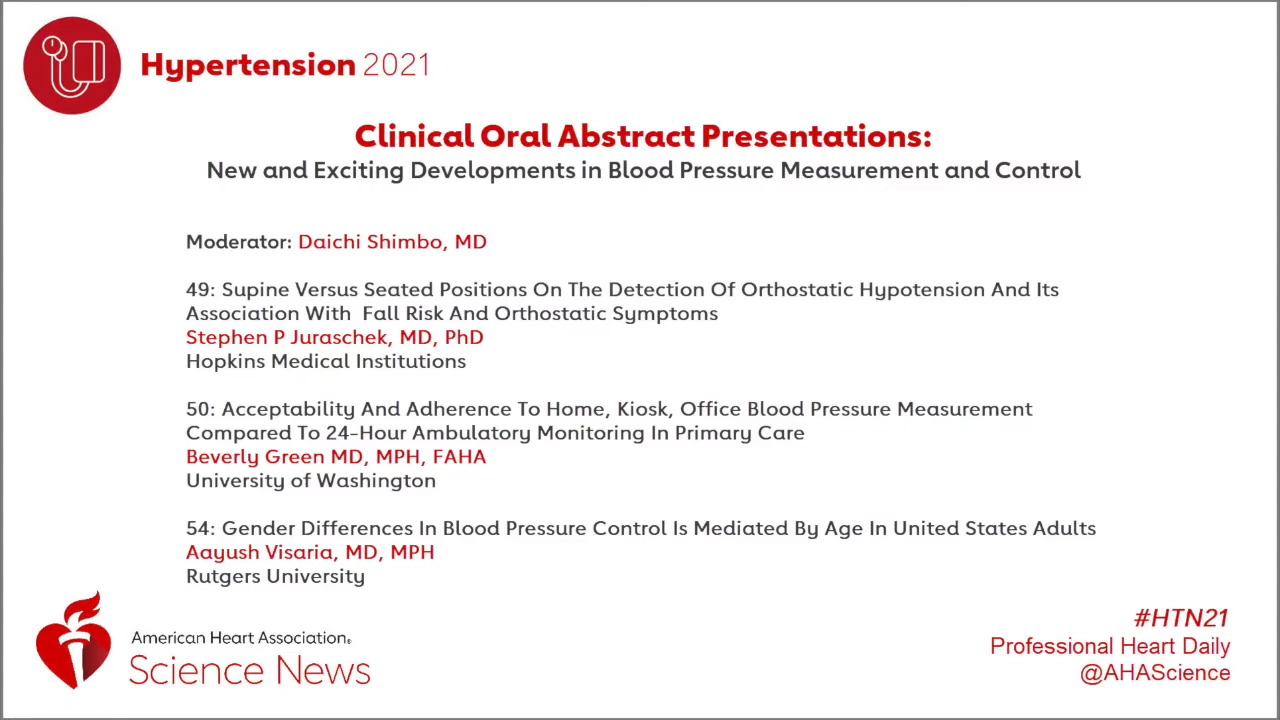 Hypertension 2021
Clinical Oral Abstract Presentations:
New and Exciting Developments in Blood Pressure Measurement and Control
Moderator: Daichi Shimbo, MD
49: Supine Versus Seated Positions On The Detection Of Orthostatic Hypotension And Its
Association With Fall Risk And Orthostatic Symptoms
Stephen P Juraschek, MD, PhD
Hopkins Medical Institutions
50: Acceptability And Adherence To Home, Kiosk, Office Blood Pressure Measurement
Compared To 24-Hour Ambulatory Monitoring In Primary Care
Beverly Green MD, MPH, FAHA
University of Washington
54: Gender Differences In Blood Pressure Control Is Mediated By Age In United States Adults
Aayush Visaria, MD, MPH
Rutgers University
American Heart Association®
Science News
#HTN21
Professional Heart Daily
@AHAScience